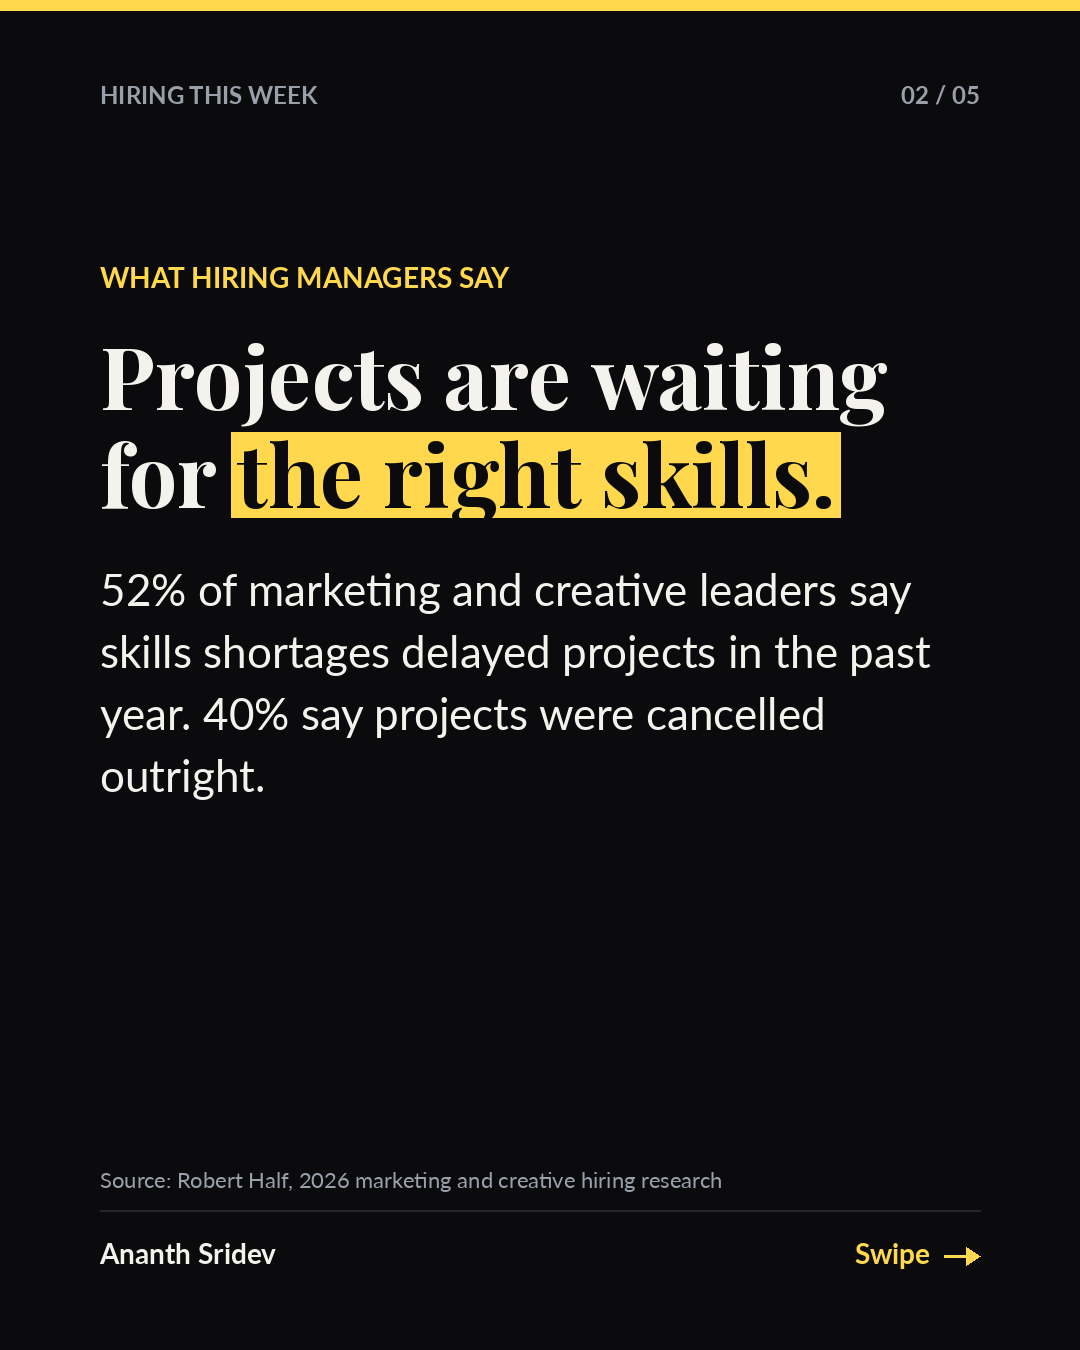 HIRING THIS WEEK
02 / 05
WHAT HIRING MANAGERS SAY
Projects are waiting
for the right skills.
52% of marketing and creative leaders say
skills shortages delayed projects in the past
year. 40% say projects were cancelled
outright.
Source: Robert Half, 2026 marketing and creative hiring research
Ananth Sridev
Swipe